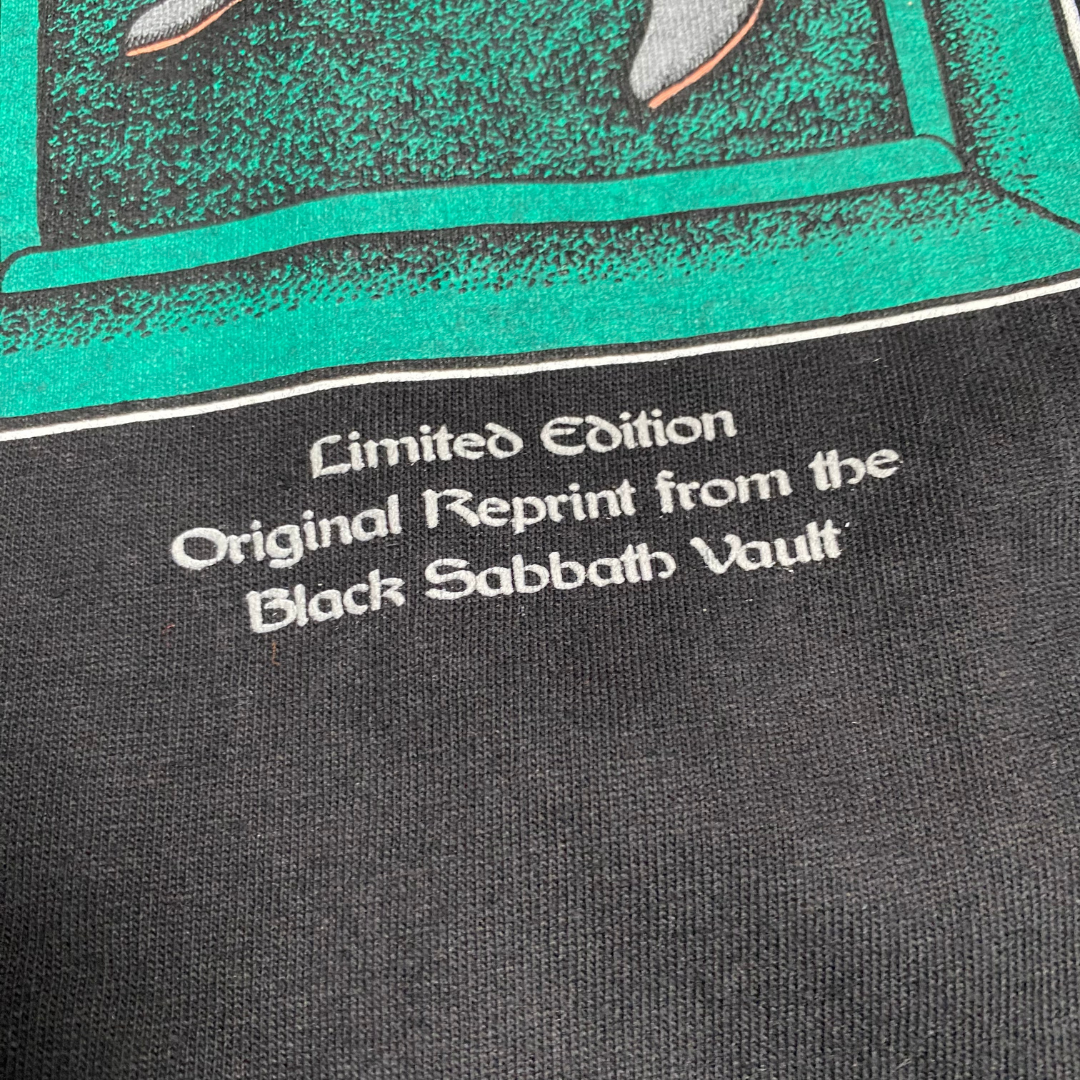 Limited Edition
Original Reprint from the
Black Sabbath Vault